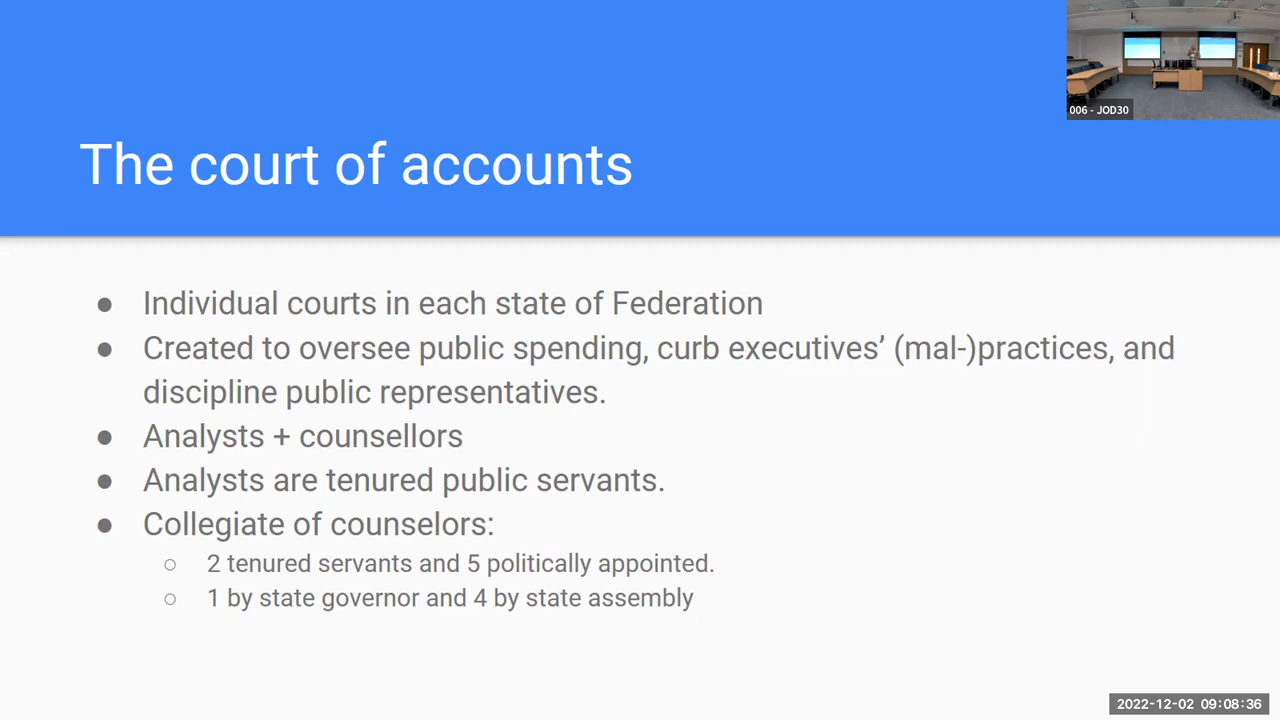 006 - JOD30
The court of accounts
● Individual courts in each state of Federation
● Created to oversee public spending, curb executives’ (mal-)practices, and
discipline public representatives.
● Analysts + counsellors
● Analysts are tenured public servants.
● Collegiate of counselors:
○ 2 tenured servants and 5 politically appointed.
○ 1 by state governor and 4 by state assembly
2022-12-02 09:08:36